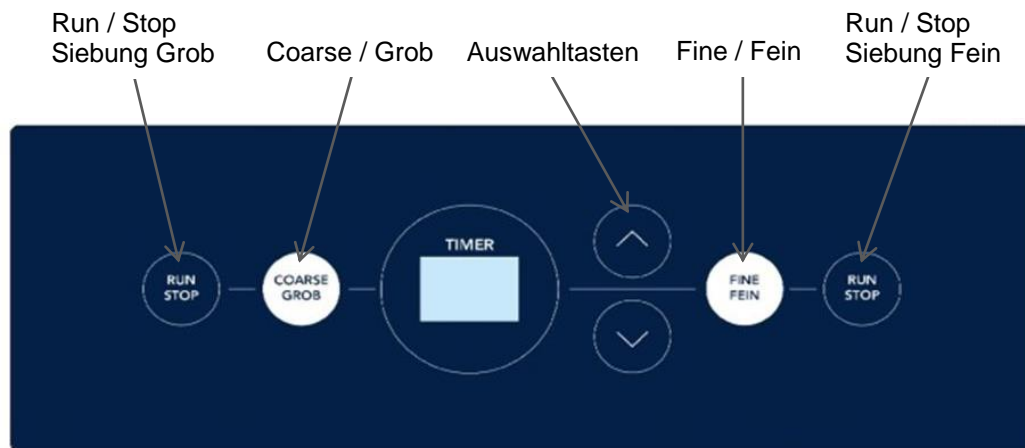 Run / Stop
Siebung Grob
Coarse / Grob
Auswahltasten
Fine / Fein
Run / Stop
Siebung Fein
TIMER
RUN
STOP
COARSE
GROB
FINE
FEIN
RUN
STOP